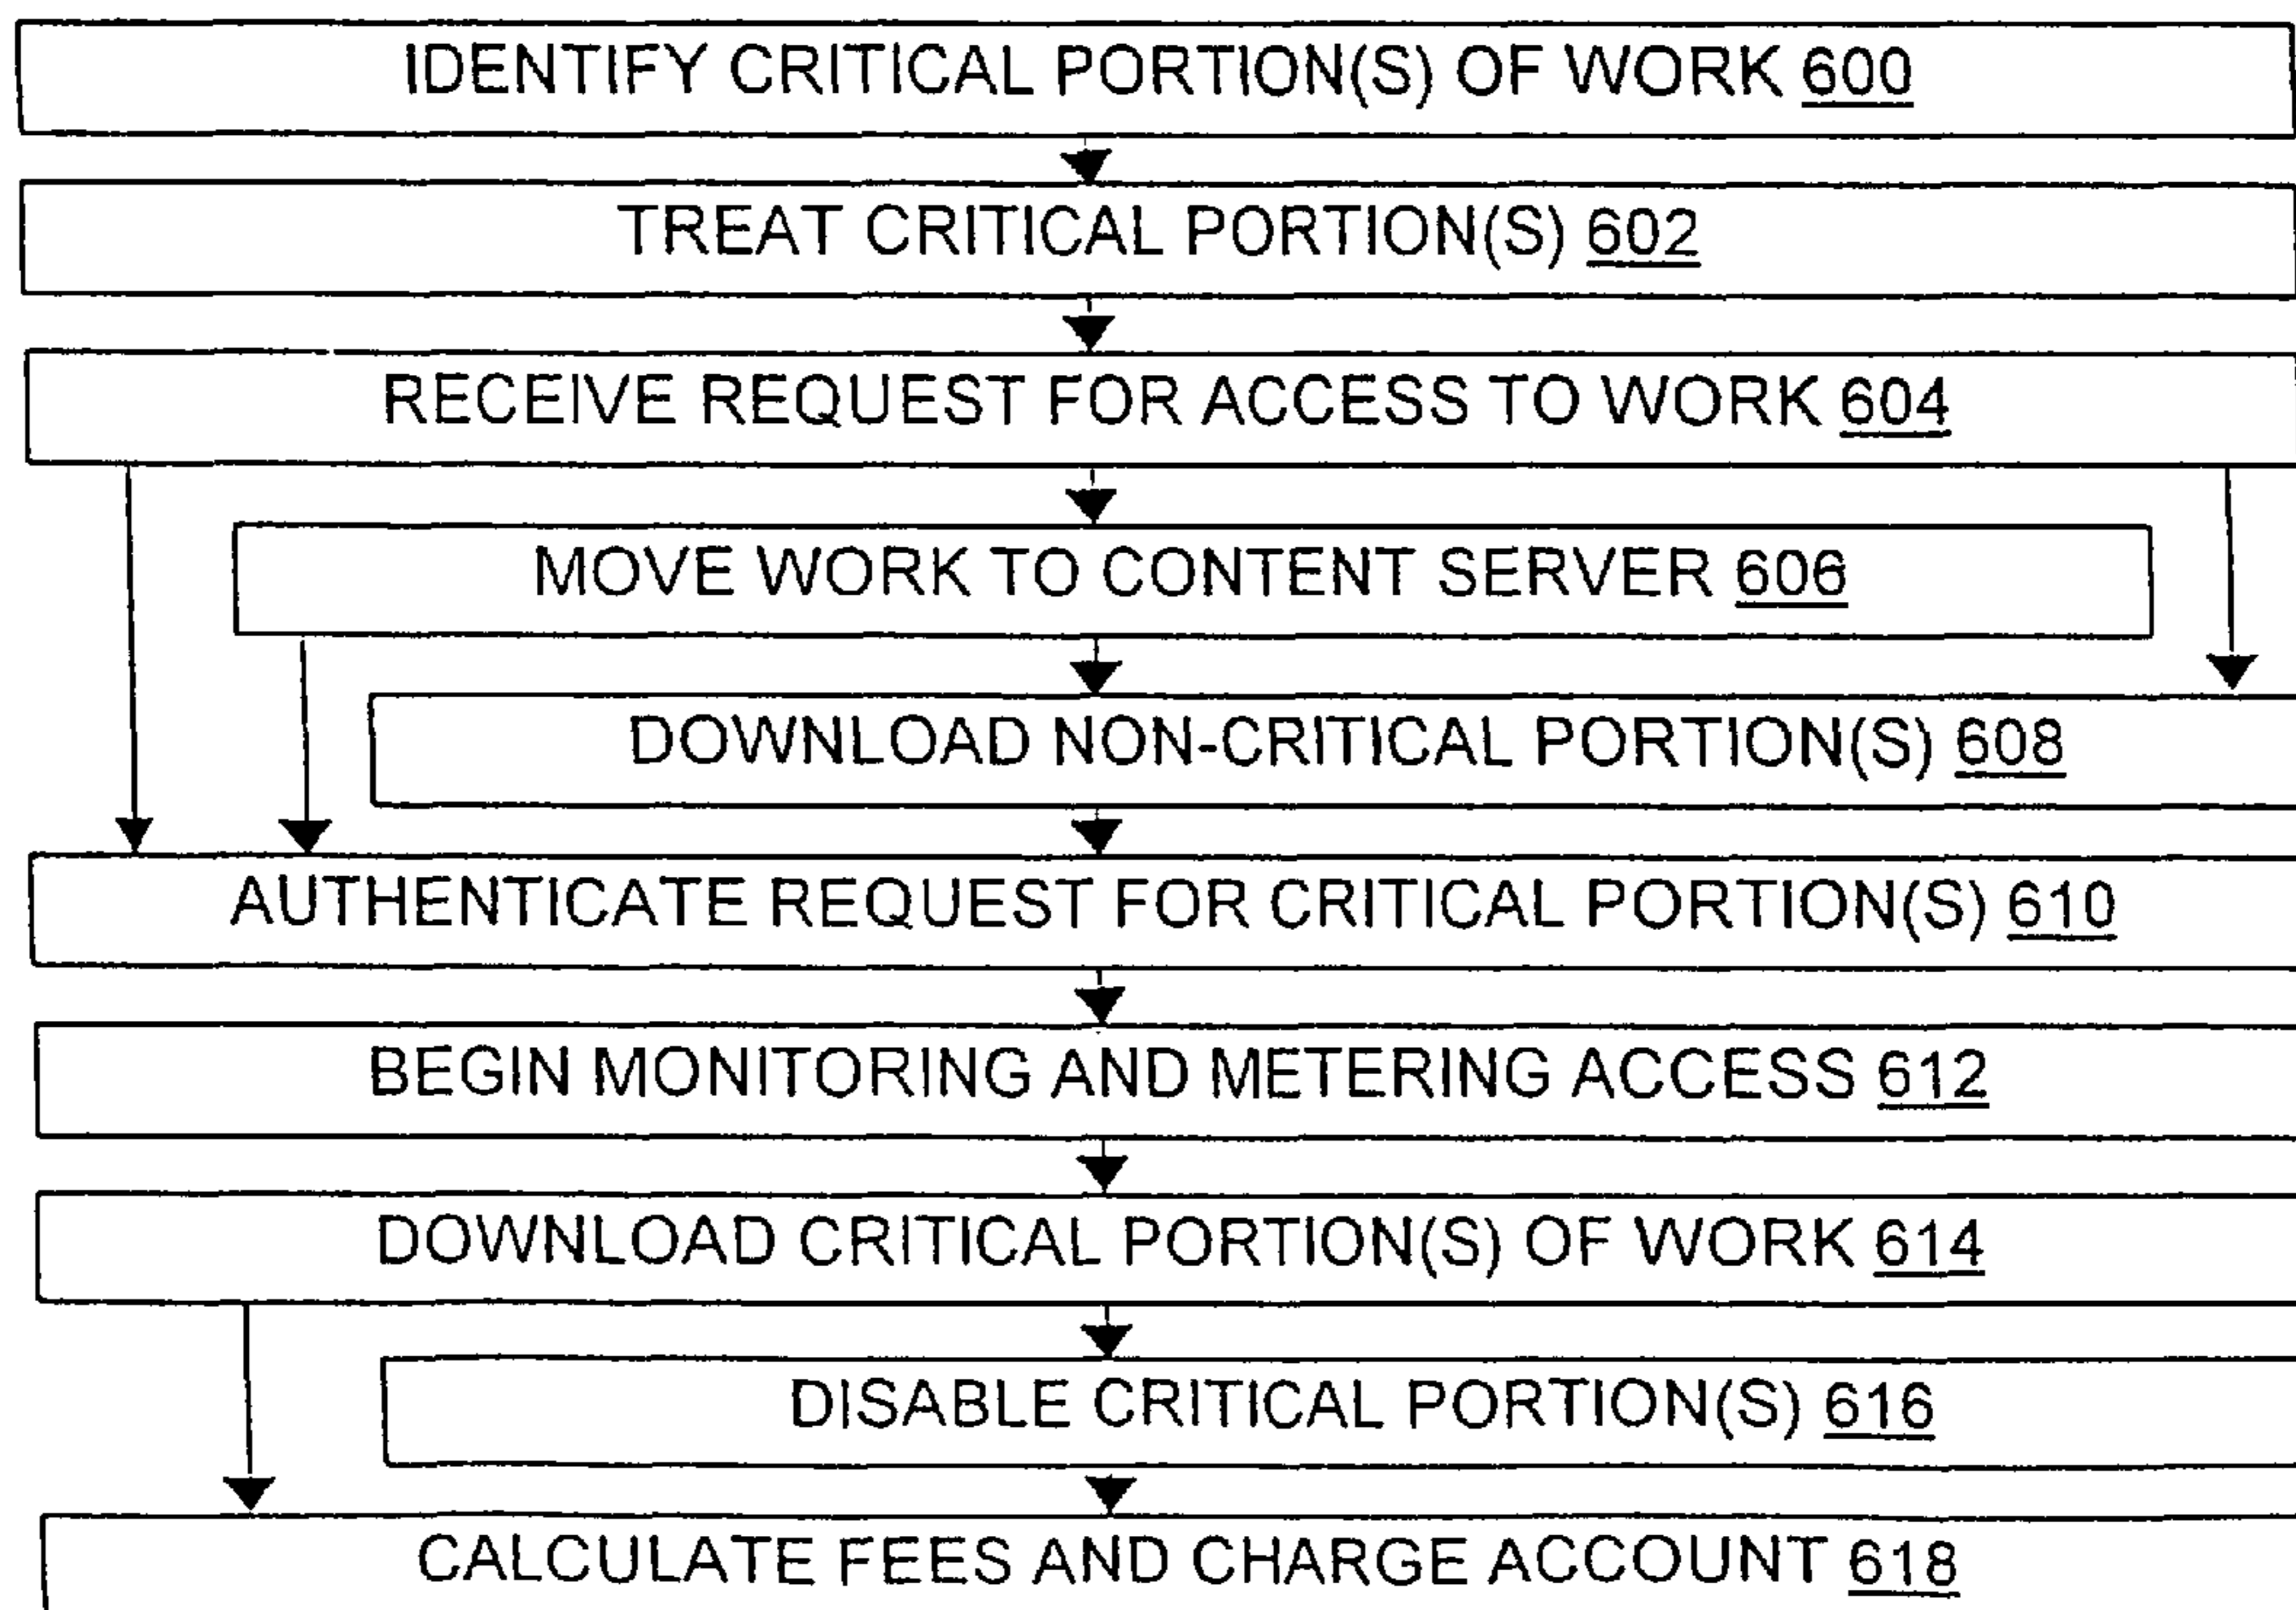 IDENTIFY CRITICAL PORTION(S) OF WORK 600
TREAT CRITICAL PORTION(S) 602
RECEIVE REQUEST FOR ACCESS TO WORK 604
MOVE WORK TO CONTENT SERVER 606
DOWNLOAD NON-CRITICAL PORTION(S) 608
AUTHENTICATE REQUEST FOR CRITICAL PORTION(S) 610
BEGIN MONITORING AND METERING ACCESS 612
DOWNLOAD CRITICAL PORTION(S) OF WORK 614
DISABLE CRITICAL PORTION(S) 616
CALCULATE FEES AND CHARGE ACCOUNT 618